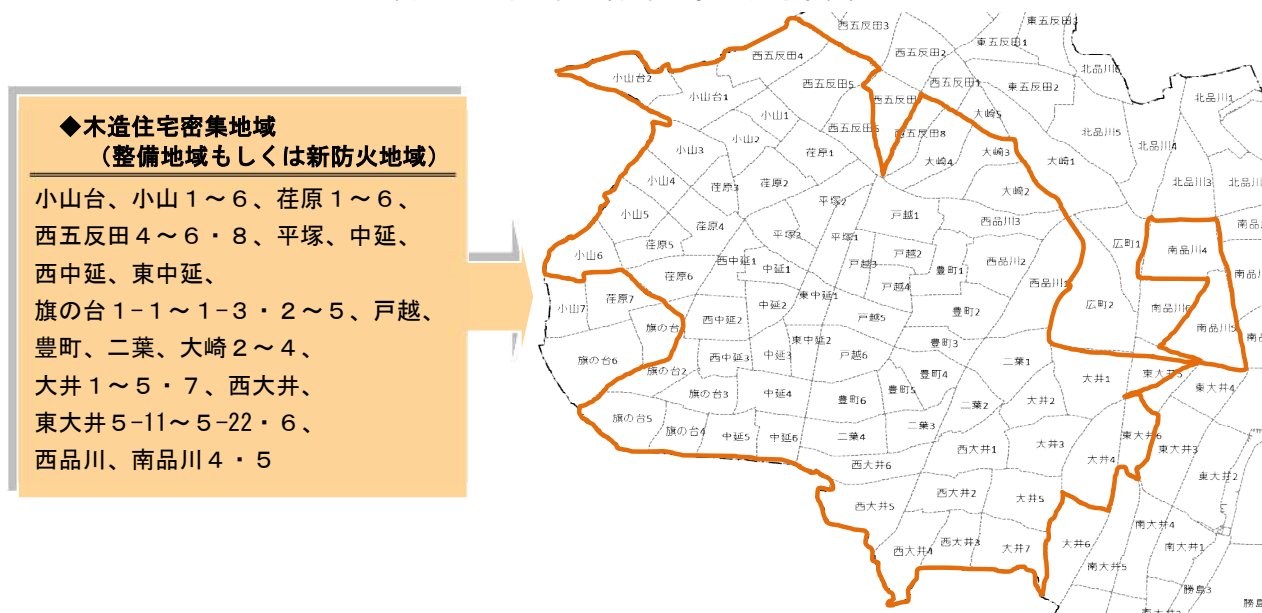 ◆木造住宅密集地域
（整備地域もしくは新防火地域）
小山台、小山１～６、荏原１～６、
西五反田４～６・８、平塚、中延、
西中延、東中延、
旗の台１-１～１-３・２～５、戸越、
豊町、二葉、大崎２～４、
大井１～５・７、西大井、
東大井５-11～５-22・６、
西品川、南品川４・５
西五反田3
東五反田3
西五反田4
西五反田2
東五反田1
小山台2
西五反田5
西五反田1
東五反田2
北品川6
小山台1
西五反田
北品川1
小山1
西五反田6
西五反田8
大崎5
北品川5
小山2
小山3
荏原1
大崎4
大崎3
大崎1
北品川4
小山4
荏原3
荏原2
大崎2
北品川3
平塚2
小山5
戸越1
西品川3
荏原4
平塚3
平塚1
広町1
南品川4
荏原5
小山6
西中延1
中延1
戸越3
戸越2
豊町1
西品川2
荏原6
戸越4
西品川1
荏原7
中延2
東中延1
広町2
南品川6
小山7
西中延2
戸越5
豊町2
南品川5
旗の台
東中延2
豊町3
旗の台6
西中延3
中延3
戸越6
二葉1
旗の台2
豊町4
大井1
東大井5
東大井4
旗の台3
中延4
豊町6
豊町5
二葉2
大井2
旗の台5
旗の台4
中延5
中延6
二葉4
二葉3
西大井1
大井3
大井4
東大井6
東大井3
西大井6
東大井2
西大井5
西大井2
大井5
南大井4
西大井4
西大井3
大井7
大井6
南大井1
南大井5
勝島3